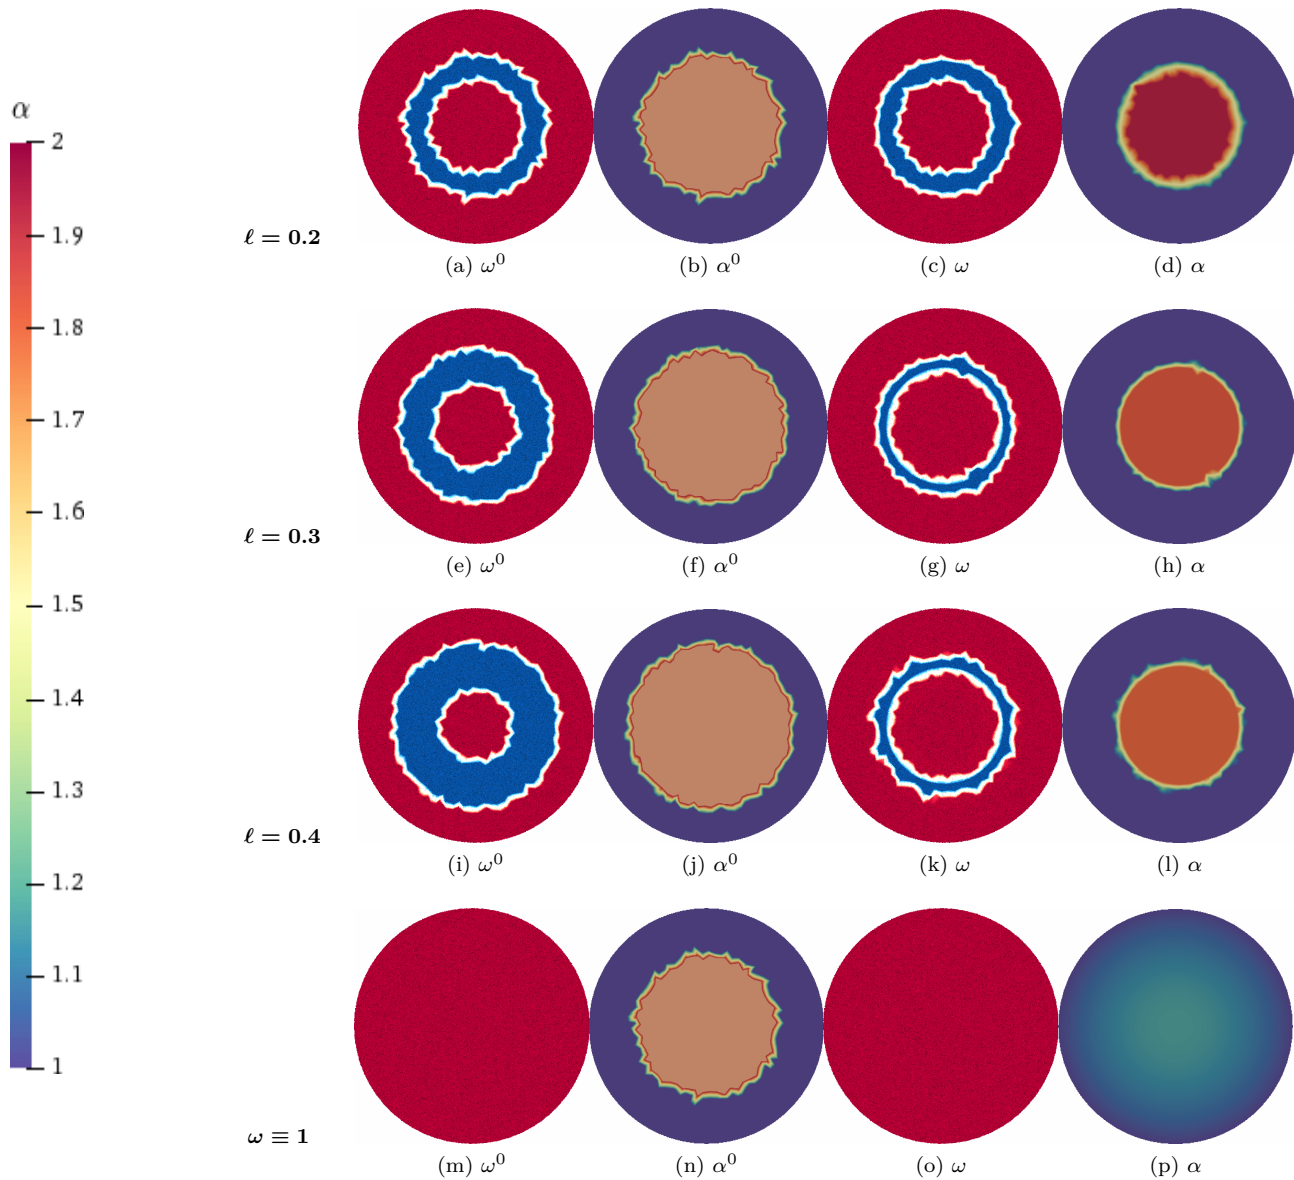 α
2
1.9
1.8
1.7
1.6
1.5
1.4
1.3
1.2
1.1
1
ℓ = 0.2
(a) ω⁰ (b) α⁰ (c) ω (d) α
ℓ = 0.3
(e) ω⁰ (f) α⁰ (g) ω (h) α
ℓ = 0.4
(i) ω⁰ (j) α⁰ (k) ω (l) α
ω ≡ 1
(m) ω⁰ (n) α⁰ (o) ω (p) α